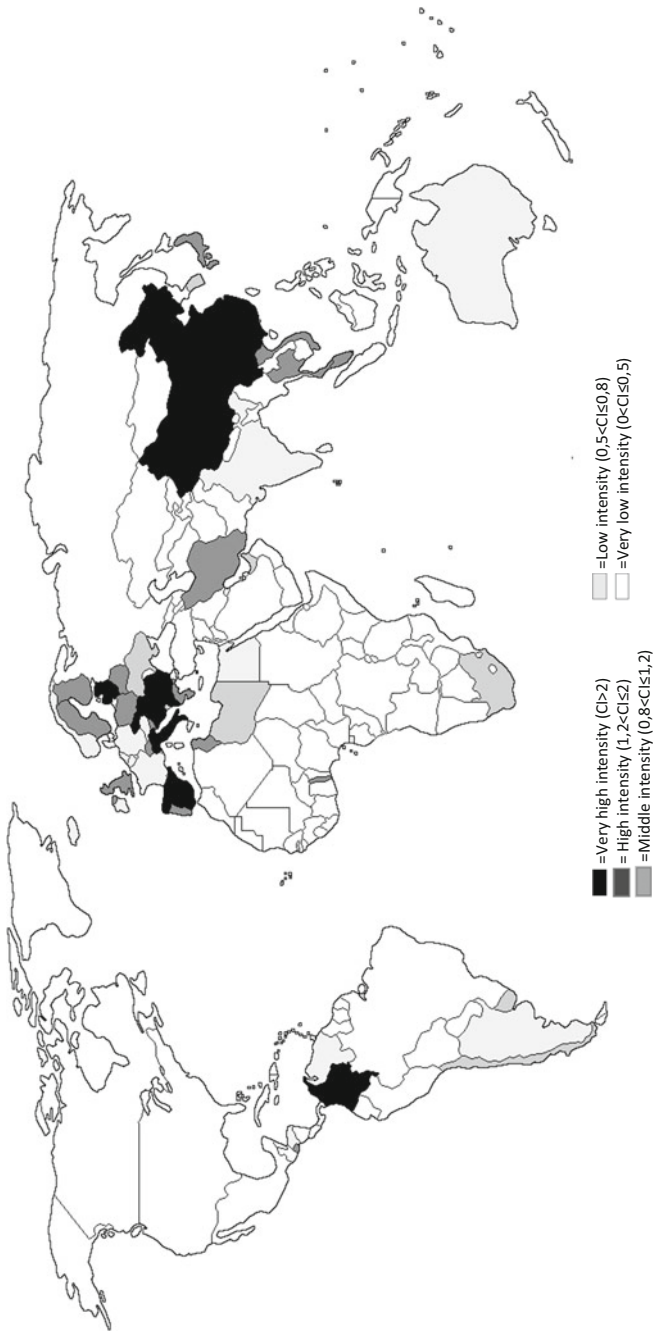 =Very high intensity (CI>2)
= High intensity (1,2<CI≤2)
=Middle intensity (0,8<CI≤1,2)
=Low intensity (0,5<CI≤0,8)
=Very low intensity (0<CI≤0,5)